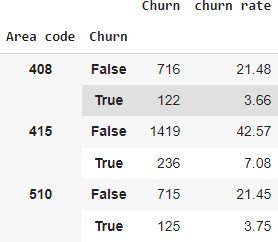 Churn churn rate
Area code Churn
408 False 716 21.48
True 122 3.66
415 False 1419 42.57
True 236 7.08
510 False 715 21.45
True 125 3.75